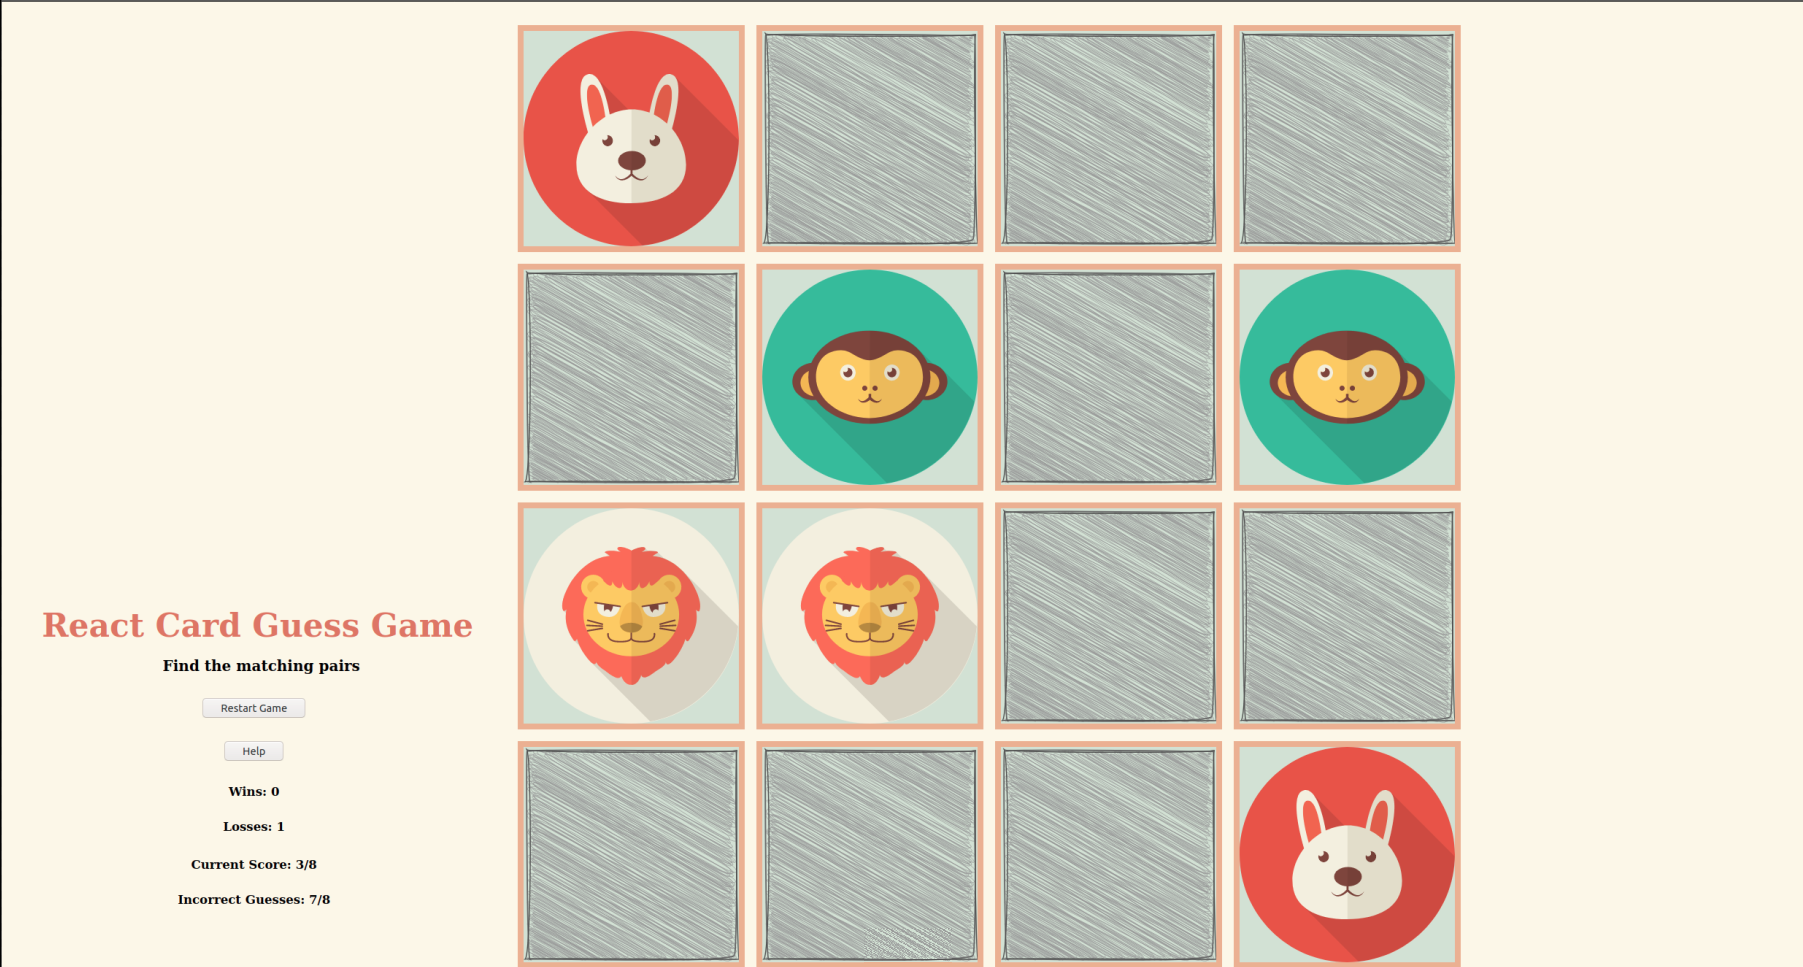 React Card Guess Game
Find the matching pairs
Restart Game
Help
Wins: 0
Losses: 1
Current Score: 3/8
Incorrect Guesses: 7/8